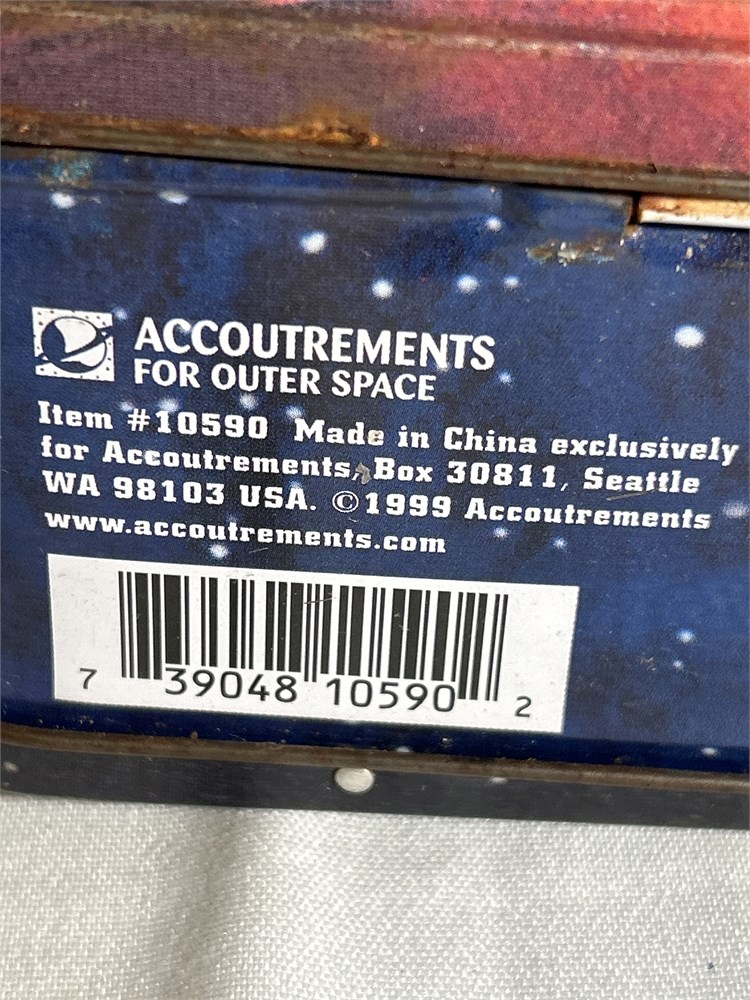 ACCOUTREMENTS
FOR OUTER SPACE
Item #10590 Made in China exclusively
for Accoutrements, Box 30811, Seattle
WA 98103 USA. ©1999 Accoutrements
www.accoutrements.com
7 39048 10590 2